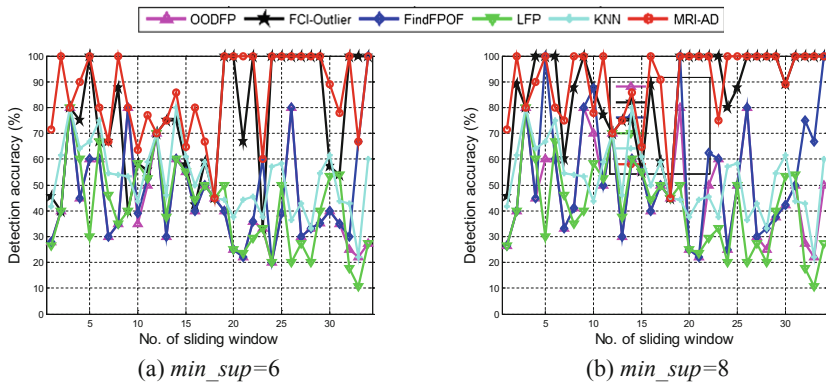 OODFP FCI-Outlier FindFPOF LFP KNN MRI-AD
Detection accuracy (%)
100
90
80
70
60
50
40
30
20
10
0
5 10 15 20 25 30
No. of sliding window
(a) min_sup=6
Detection accuracy (%)
100
90
80
70
60
50
40
30
20
10
0
5 10 15 20 25 30
No. of sliding window
(b) min_sup=8